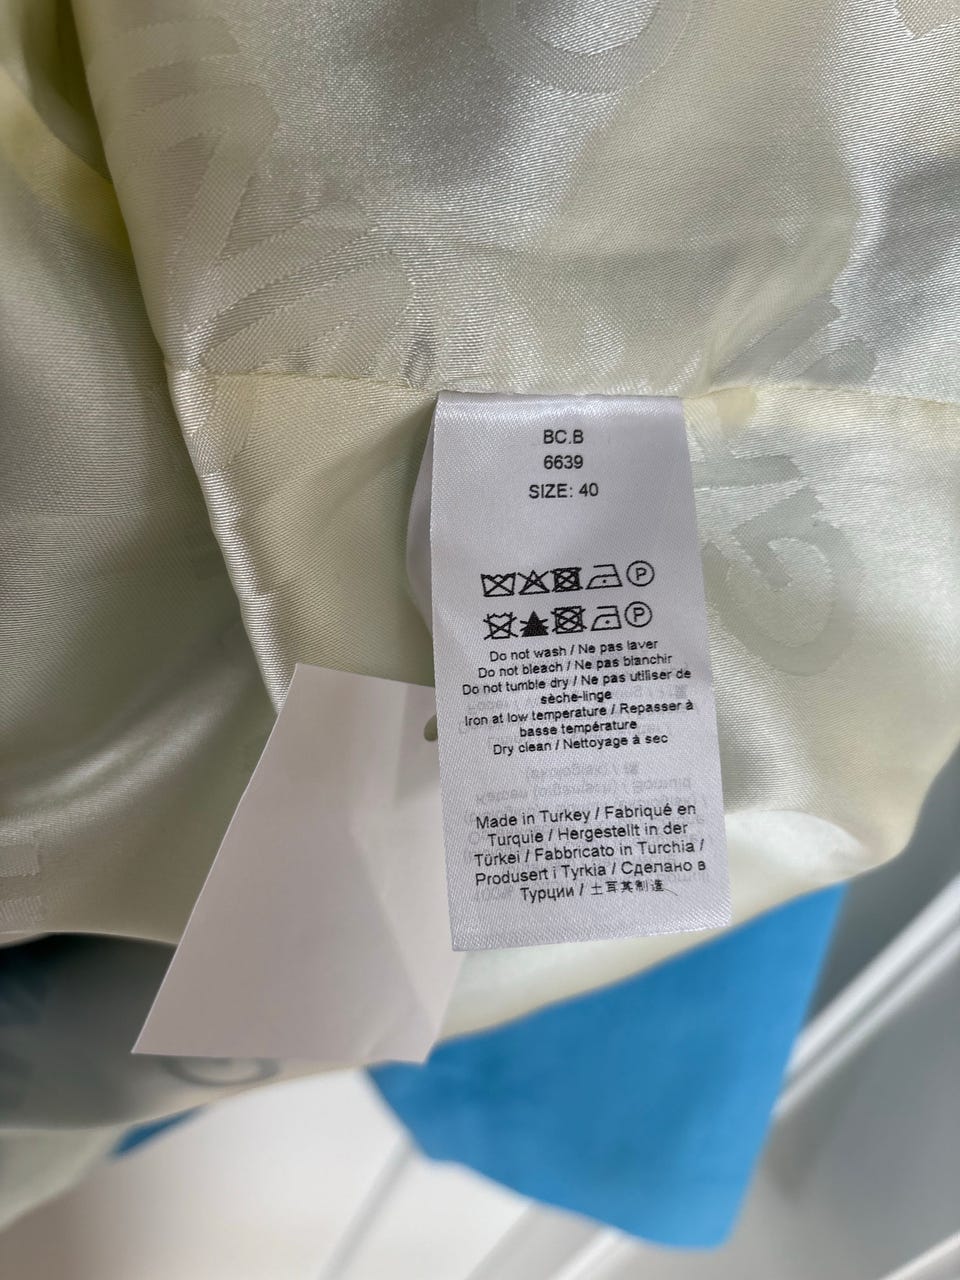 BC.B
6639
SIZE: 40
P
P
Do not wash / Ne pas laver
Do not bleach / Ne pas blanchir
Do not tumble dry / Ne pas utiliser de
sèche-linge
Iron at low temperature / Repasser à
basse température
Dry clean / Nettoyage à sec
Made in Turkey / Fabriqué en
Turquie / Hergestellt in der
Türkei / Fabbricato in Turchia /
Produsert i Tyrkia / Сделано в
Турции / 土耳其制造